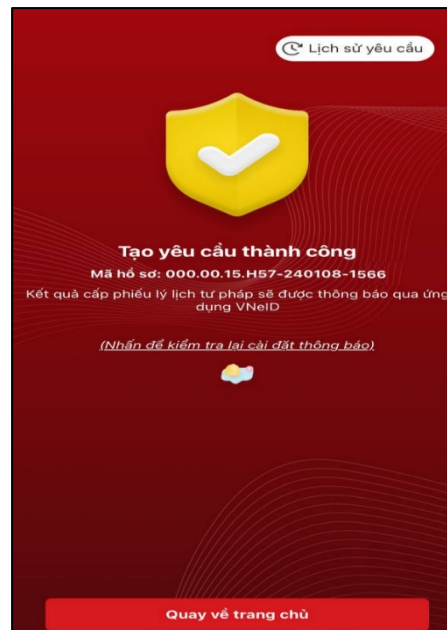 Lịch sử yêu cầu
Tạo yêu cầu thành công
Mã hồ sơ: 000.00.15.H57-240108-1566
Kết quả cấp phiếu lý lịch tư pháp sẽ được thông báo qua ứng
dụng VNeID
(Nhấn để kiểm tra lại cài đặt thông báo)
Quay về trang chủ